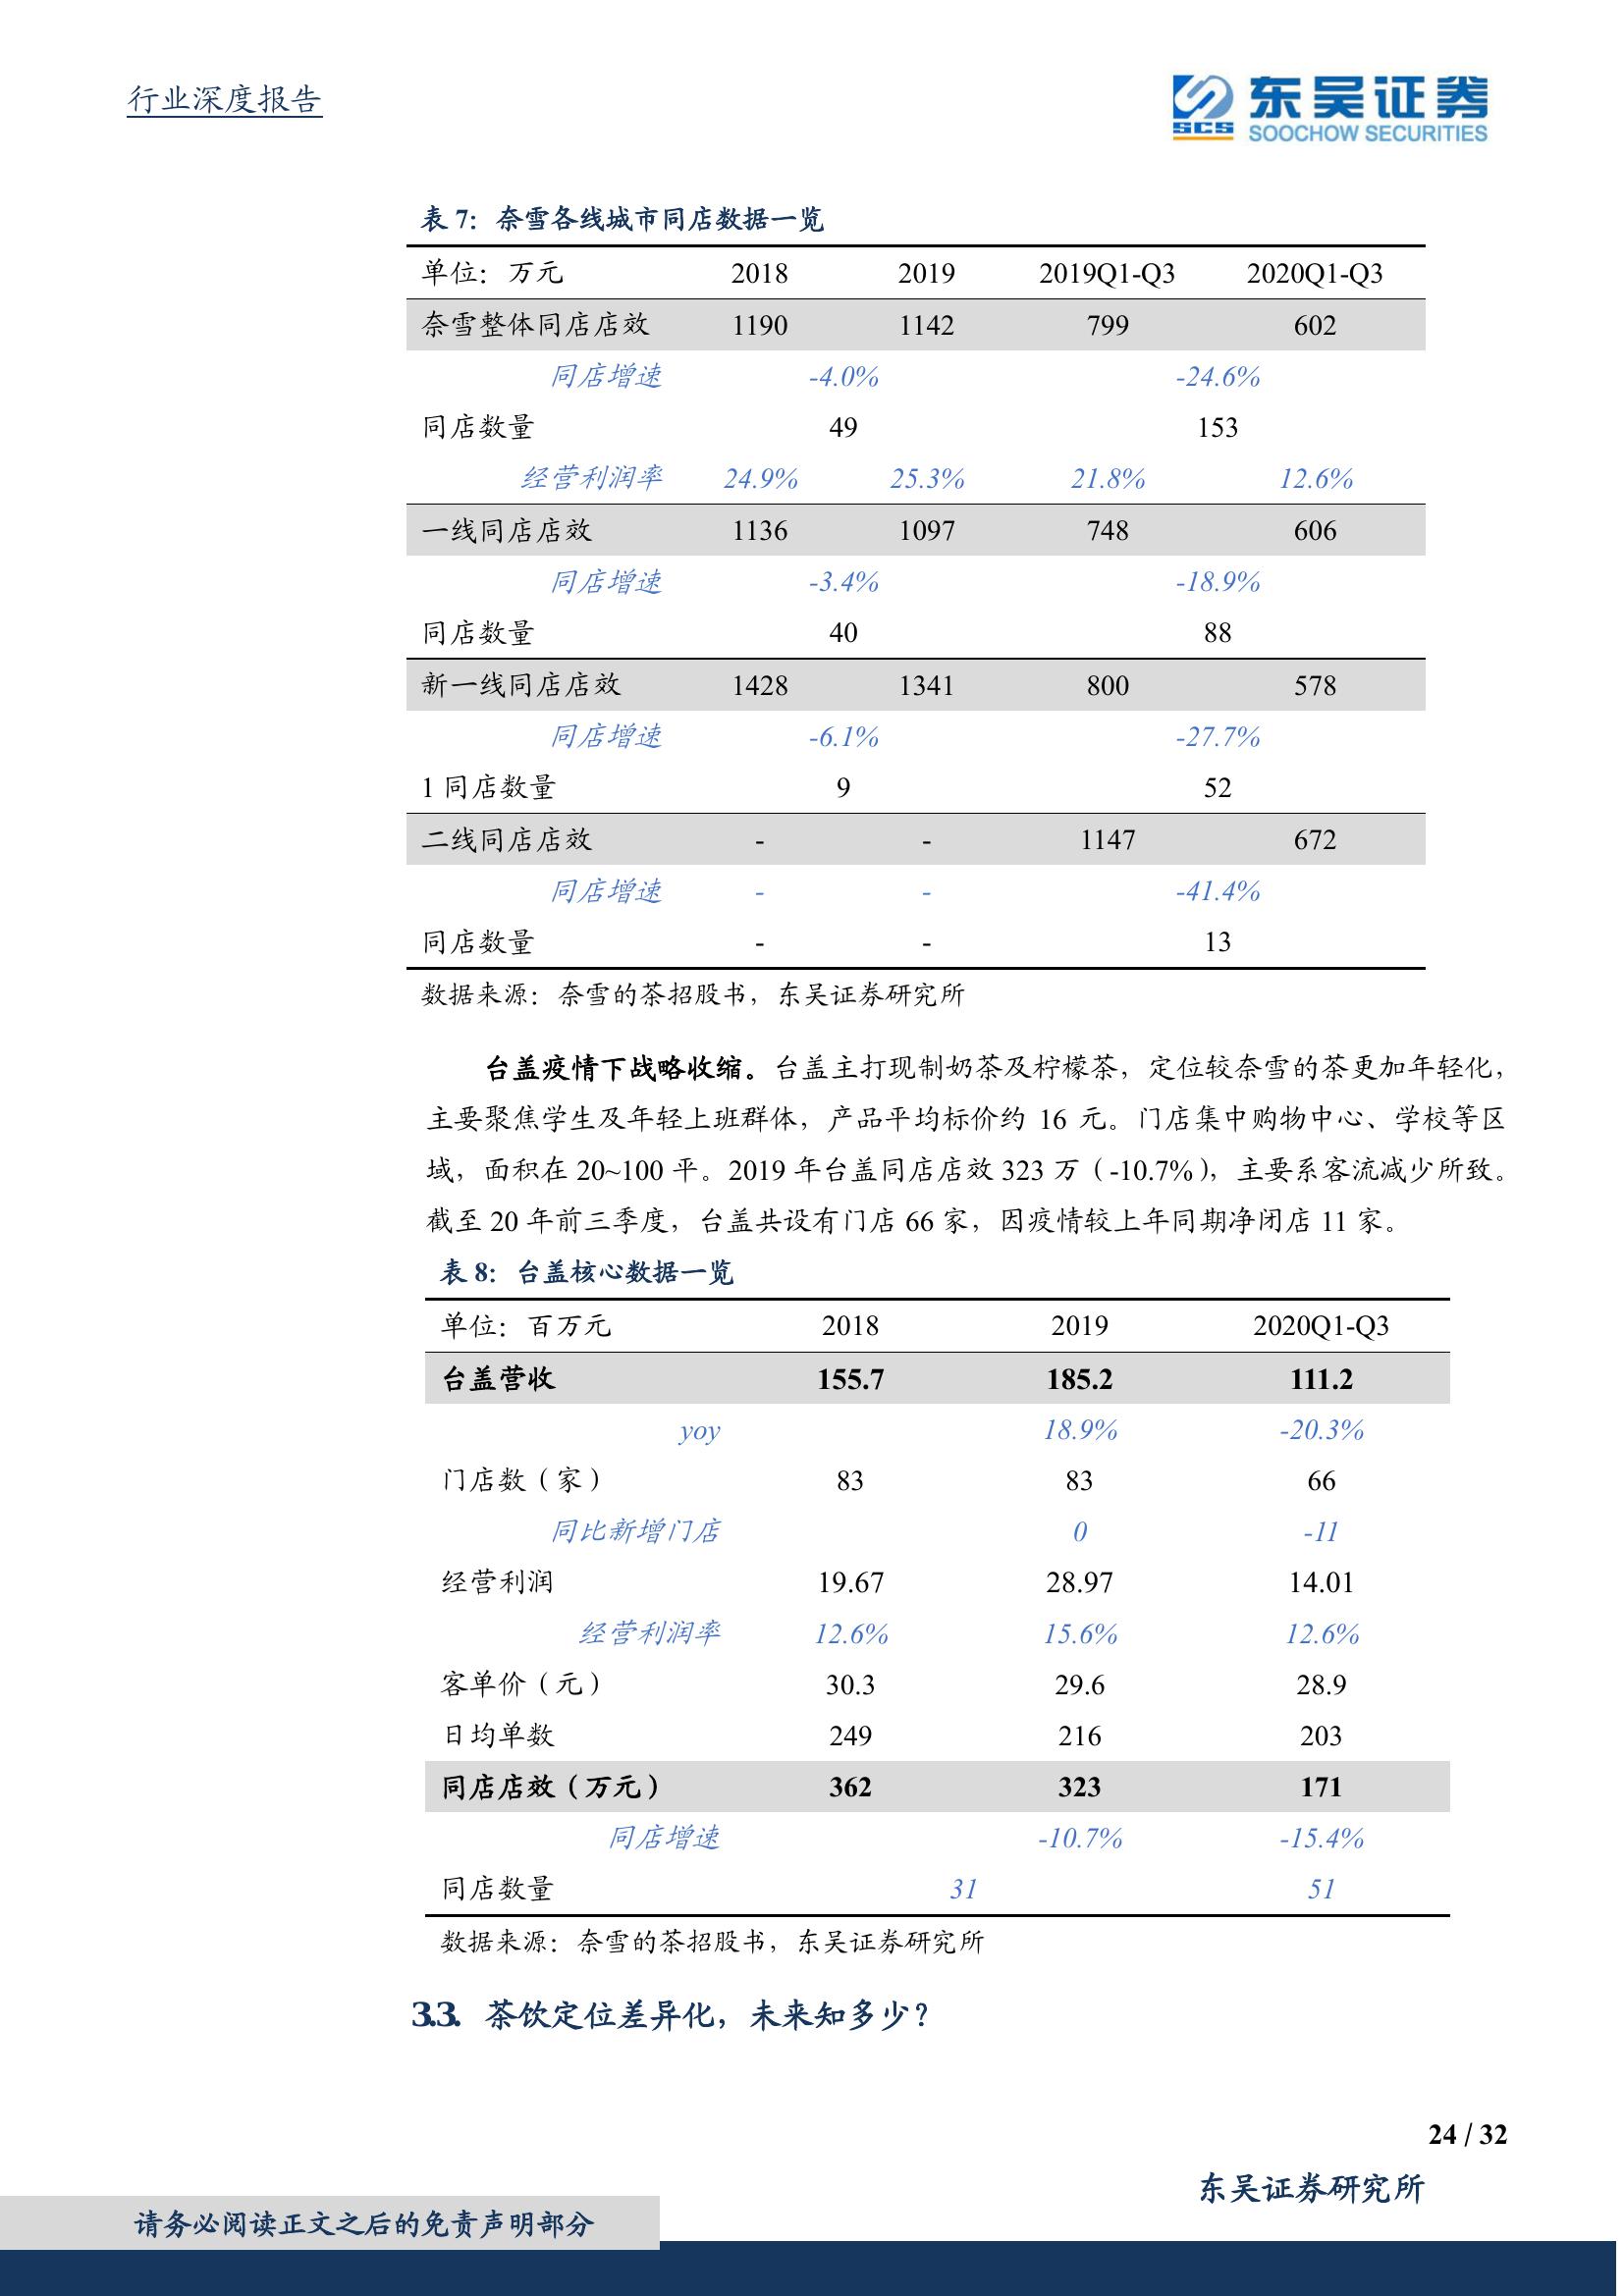 行业深度报告
东吴证券
SCS
SOOCHOW SECURITIES
表 7：奈雪各线城市同店数据一览
单位：万元 2018 2019 2019Q1-Q3 2020Q1-Q3
奈雪整体同店店效 1190 1142 799 602
同店增速 -4.0% -24.6%
同店数量 49 153
经营利润率 24.9% 25.3% 21.8% 12.6%
一线同店店效 1136 1097 748 606
同店增速 -3.4% -18.9%
同店数量 40 88
新一线同店店效 1428 1341 800 578
同店增速 -6.1% -27.7%
1 同店数量 9 52
二线同店店效 - - 1147 672
同店增速 - - -41.4%
同店数量 - - 13
数据来源：奈雪的茶招股书，东吴证券研究所
台盖疫情下战略收缩。台盖主打现制奶茶及柠檬茶，定位较奈雪的茶更加年轻化，
主要聚焦学生及年轻上班群体，产品平均标价约 16 元。门店集中购物中心、学校等区
域，面积在 20~100 平。2019 年台盖同店店效 323 万（-10.7%），主要系客流减少所致。
截至 20 年前三季度，台盖共设有门店 66 家，因疫情较上年同期净闭店 11 家。
表 8：台盖核心数据一览
单位：百万元 2018 2019 2020Q1-Q3
台盖营收 155.7 185.2 111.2
yoy 18.9% -20.3%
门店数（家） 83 83 66
同比新增门店 0 -11
经营利润 19.67 28.97 14.01
经营利润率 12.6% 15.6% 12.6%
客单价（元） 30.3 29.6 28.9
日均单数 249 216 203
同店店效（万元） 362 323 171
同店增速 -10.7% -15.4%
同店数量 31 51
数据来源：奈雪的茶招股书，东吴证券研究所
3.3. 茶饮定位差异化，未来知多少？
24 / 32
东吴证券研究所
请务必阅读正文之后的免责声明部分